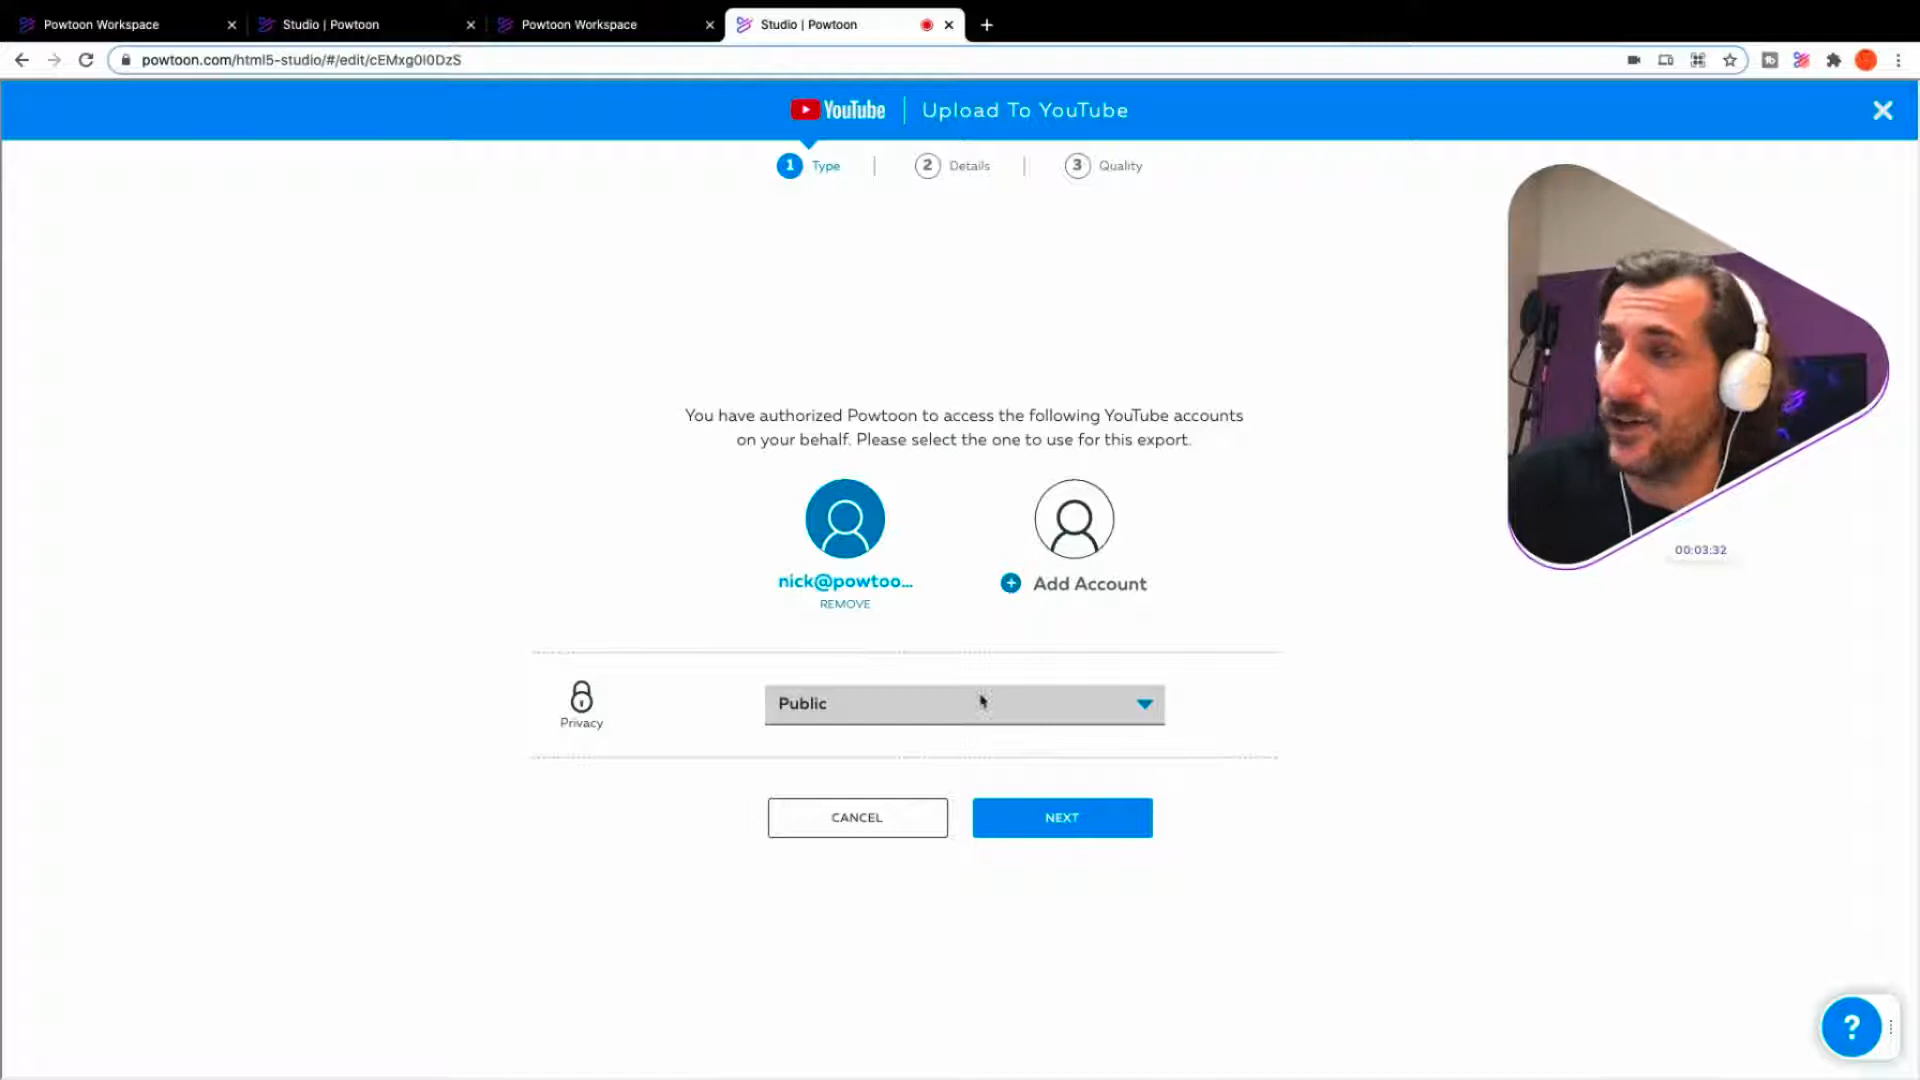 Powtoon Workspace
Studio | Powtoon
Powtoon Workspace
Studio | Powtoon
powtoon.com/html5-studio/#/edit/cEMxg0I0DzS
YouTube | Upload To YouTube
1 Type | 2 Details | 3 Quality
You have authorized Powtoon to access the following YouTube accounts
on your behalf. Please select the one to use for this export.
nick@powtoo...
REMOVE
+ Add Account
00:03:32
Privacy
Public
CANCEL
NEXT
?